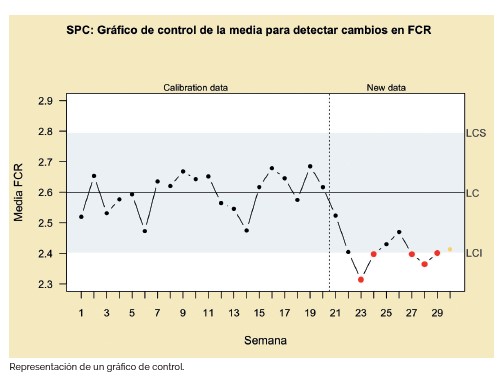 SPC: Gráfico de control de la media para detectar cambios en FCR
Calibration data New data
2.9
2.8
2.7
2.6
2.5
2.4
2.3
Media FCR
LCS
LC
LCI
1 3 5 7 9 11 13 15 17 19 21 23 25 27 29
Semana
Representación de un gráfico de control.